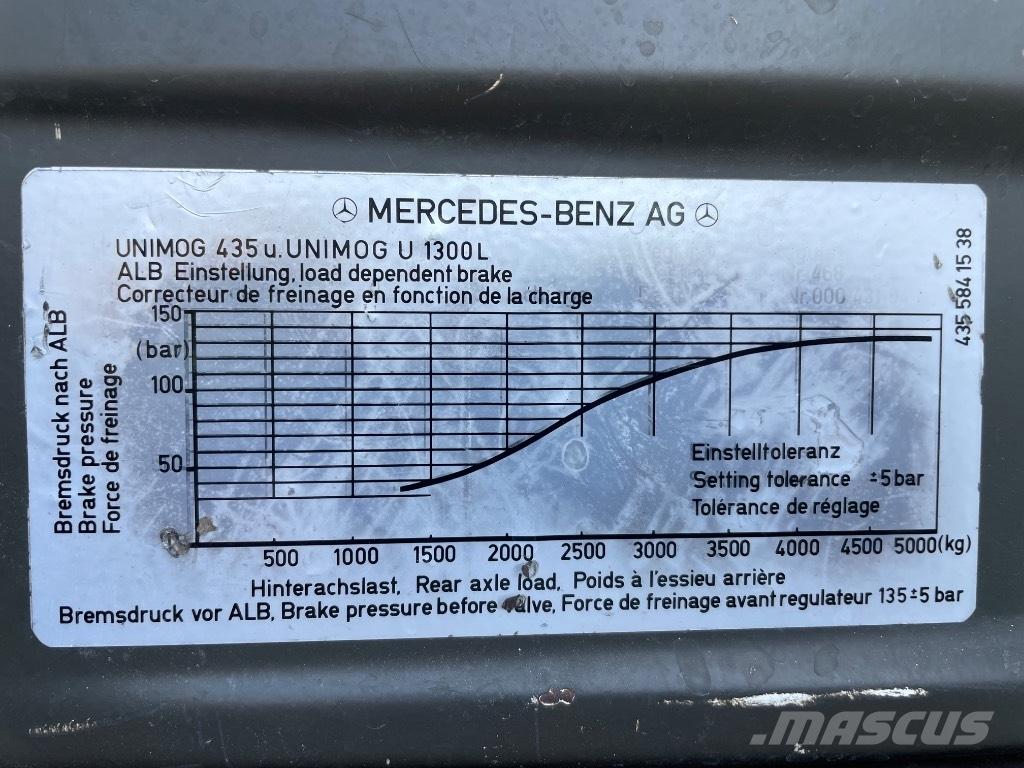 MERCEDES-BENZ AG
UNIMOG 435 u. UNIMOG U 1300 L
ALB Einstellung, load dependent brake
Correcteur de freinage en fonction de la charge
435 584 15 38
Bremsdruck nach ALB
Brake pressure
Force de freinage
150
(bar)
100
50
Einstelltoleranz
Setting tolerance ±5 bar
Tolérance de réglage
500 1000 1500 2000 2500 3000 3500 4000 4500 5000 (kg)
Hinterachslast, Rear axle load, Poids à l'essieu arrière
Bremsdruck vor ALB, Brake pressure before valve, Force de freinage avant regulateur 135±5 bar
MASCUS